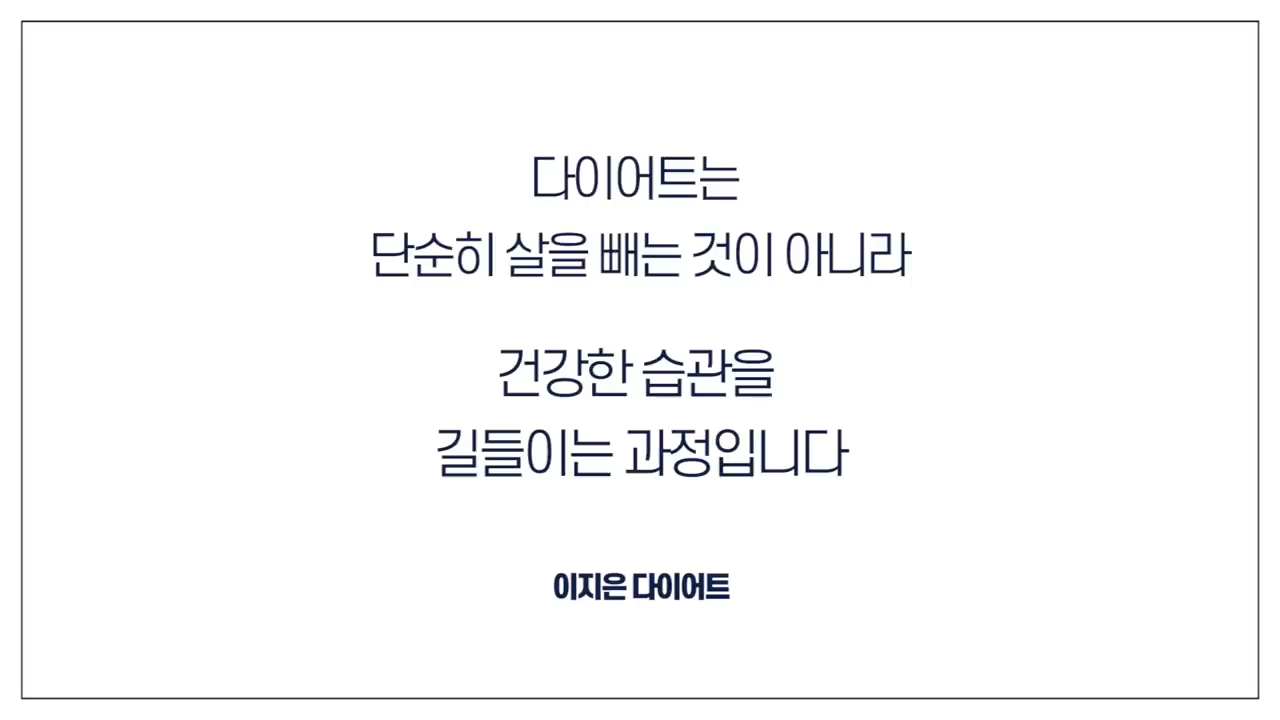 다이어트는
단순히 살을 빼는 것이 아니라
건강한 습관을
길들이는 과정입니다
이지은 다이어트